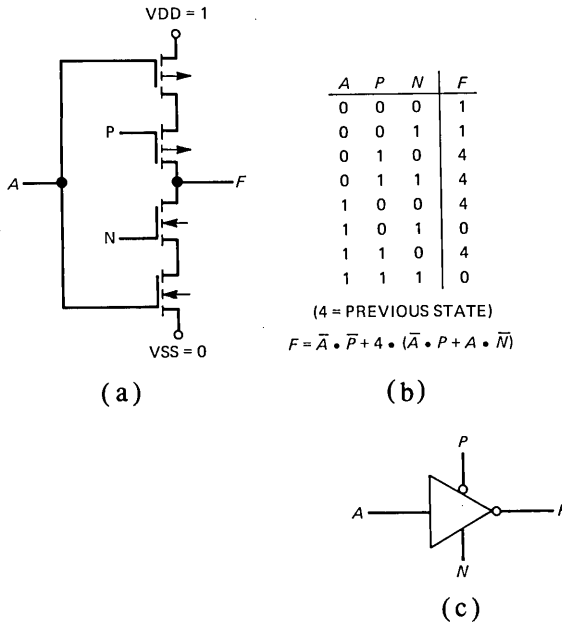 VDD = 1
P
A
F
N
VSS = 0
(a)
A P N F
0 0 0 1
0 0 1 1
0 1 0 4
0 1 1 4
1 0 0 4
1 0 1 0
1 1 0 4
1 1 1 0
(4 = PREVIOUS STATE)
F = A̅ • P̅ + 4 • (A̅ • P + A • N̅)
(b)
P
A
F
N
(c)